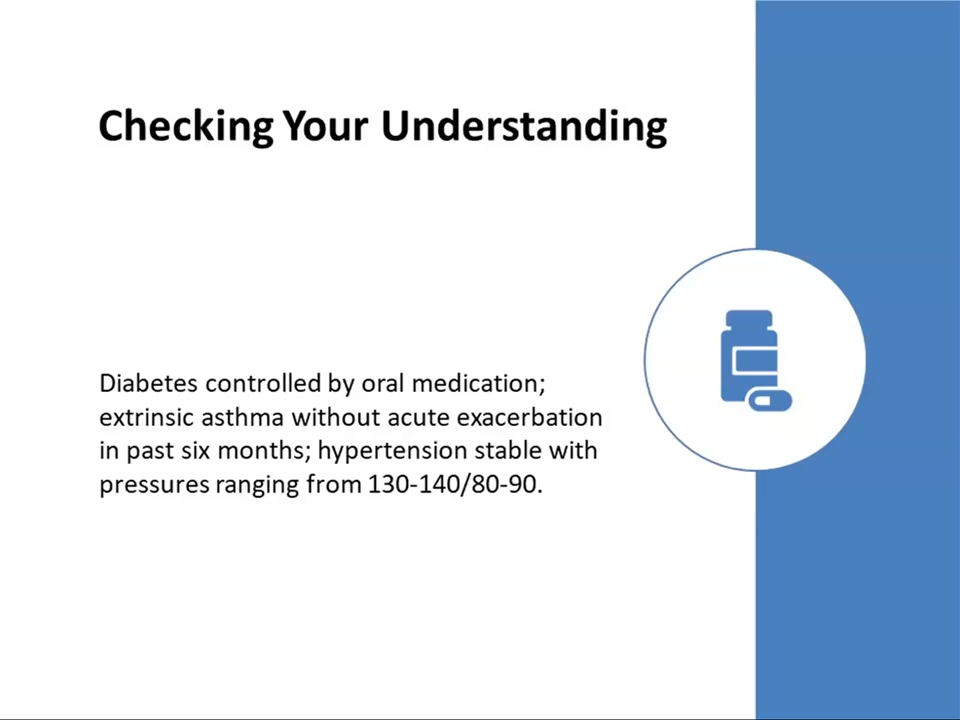 Checking Your Understanding
Diabetes controlled by oral medication;
extrinsic asthma without acute exacerbation
in past six months; hypertension stable with
pressures ranging from 130-140/80-90.